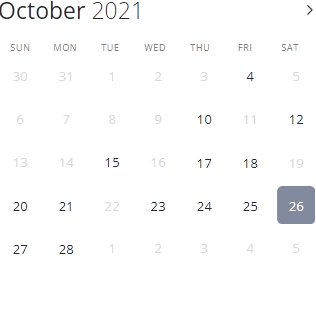 October 2021
SUN MON TUE WED THU FRI SAT
30 31 1 2 3 4 5
6 7 8 9 10 11 12
13 14 15 16 17 18 19
20 21 22 23 24 25 26
27 28 1 2 3 4 5